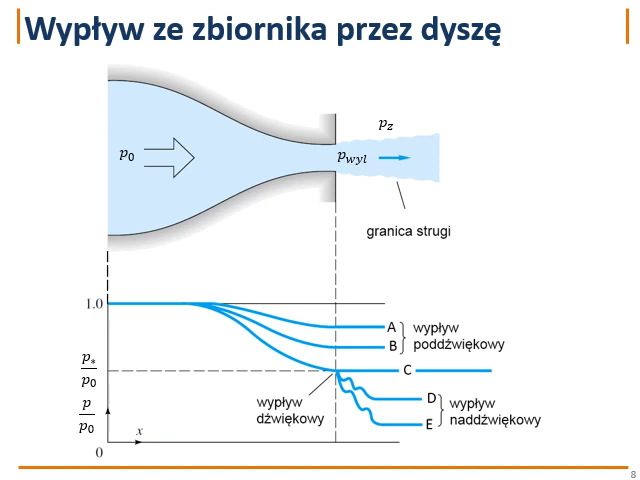 Wypływ ze zbiornika przez dyszę
p₀
p_z
p_wyl
granica strugi
1.0
A
wypływ
B
poddźwiękowy
p*
p₀
C
p
p₀
wypływ
dźwiękowy
D
wypływ
E
naddźwiękowy
x
0
8